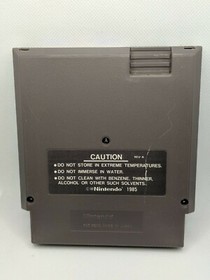 CAUTION
• DO NOT STORE IN EXTREME TEMPERATURES.
• DO NOT IMMERSE IN WATER.
• DO NOT CLEAN WITH BENZENE, THINNER,
ALCOHOL OR OTHER SUCH SOLVENTS.
©Nintendo 1985
Nintendo